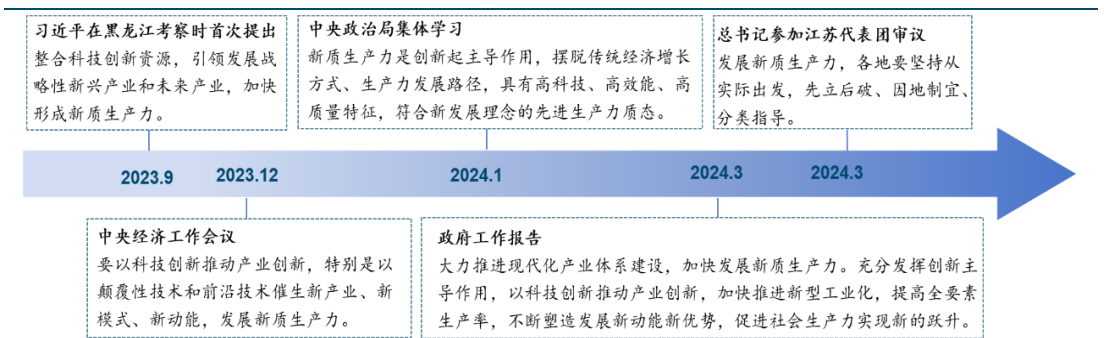 习近平在黑龙江考察时首次提出
整合科技创新资源，引领发展战
略性新兴产业和未来产业，加快
形成新质生产力。
中央政治局集体学习
新质生产力是创新起主导作用，摆脱传统经济增长
方式、生产力发展路径，具有高科技、高效能、高
质量特征，符合新发展理念的先进生产力质态。
总书记参加江苏代表团审议
发展新质生产力，各地要坚持从
实际出发，先立后破、因地制宜、
分类指导。
2023.9
2023.12
2024.1
2024.3
2024.3
中央经济工作会议
要以科技创新推动产业创新，特别是以
颠覆性技术和前沿技术催生新产业、新
模式、新动能，发展新质生产力。
政府工作报告
大力推进现代化产业体系建设，加快发展新质生产力。充分发挥创新主
导作用，以科技创新推动产业创新，加快推进新型工业化，提高全要素
生产率，不断塑造发展新动能新优势，促进社会生产力实现新的跃升。